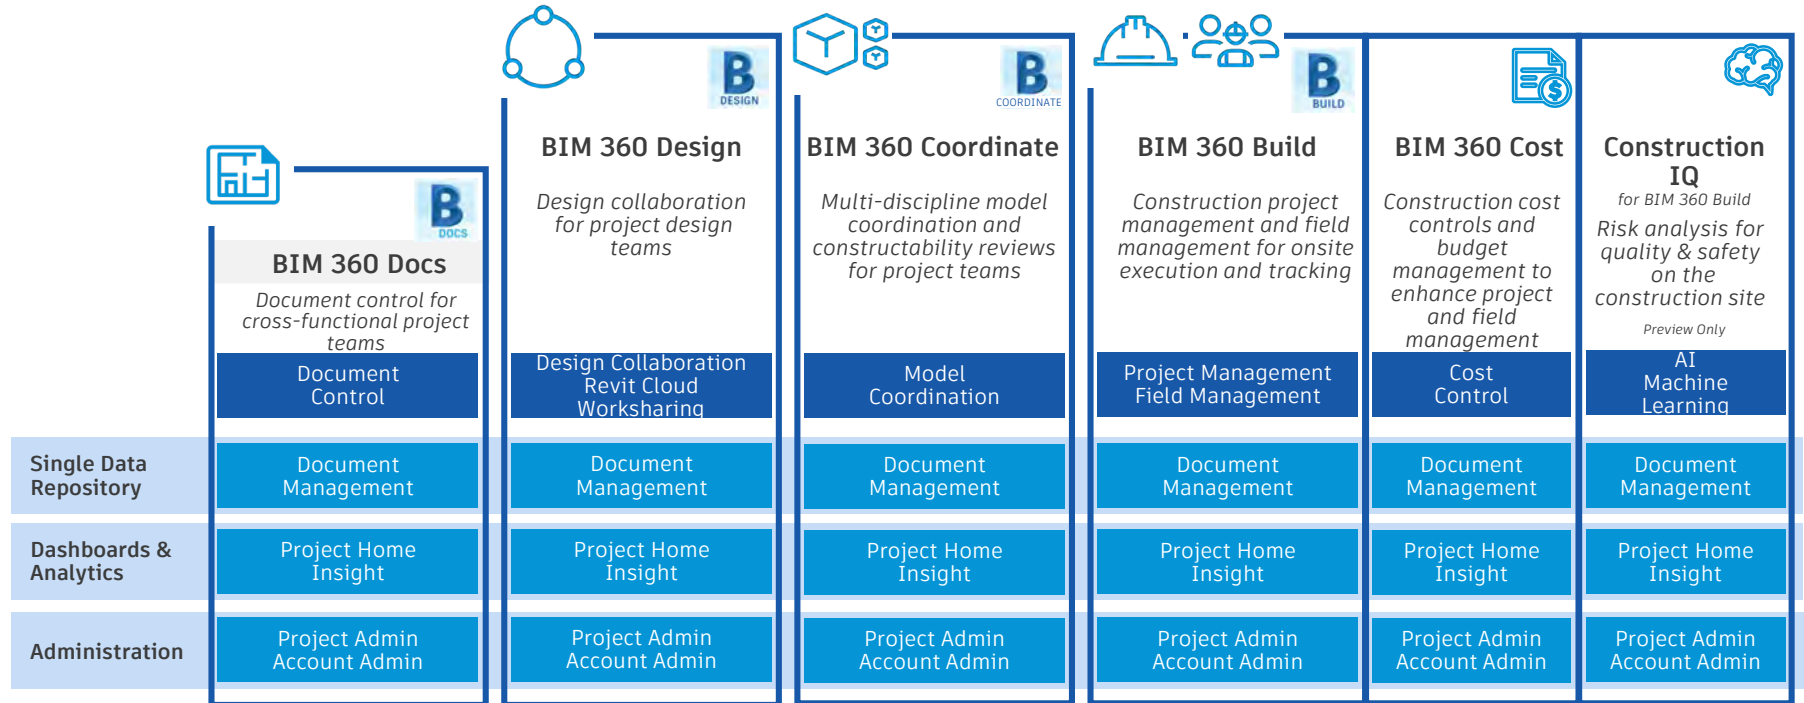 B
DOCS
BIM 360 Docs
Document control for
cross-functional project
teams
Document
Control
B
DESIGN
BIM 360 Design
Design collaboration
for project design
teams
Design Collaboration
Revit Cloud
Worksharing
B
COORDINATE
BIM 360 Coordinate
Multi-discipline model
coordination and
constructability reviews
for project teams
Model
Coordination
B
BUILD
BIM 360 Build
Construction project
management and field
management for onsite
execution and tracking
Project Management
Field Management
$
BIM 360 Cost
Construction cost
controls and
budget
management to
enhance project
and field
management
Cost
Control
Construction
IQ
for BIM 360 Build
Risk analysis for
quality & safety
on the
construction site
Preview Only
AI
Machine
Learning
Single Data
Repository
Document
Management
Document
Management
Document
Management
Document
Management
Document
Management
Document
Management
Dashboards &
Analytics
Project Home
Insight
Project Home
Insight
Project Home
Insight
Project Home
Insight
Project Home
Insight
Project Home
Insight
Administration
Project Admin
Account Admin
Project Admin
Account Admin
Project Admin
Account Admin
Project Admin
Account Admin
Project Admin
Account Admin
Project Admin
Account Admin